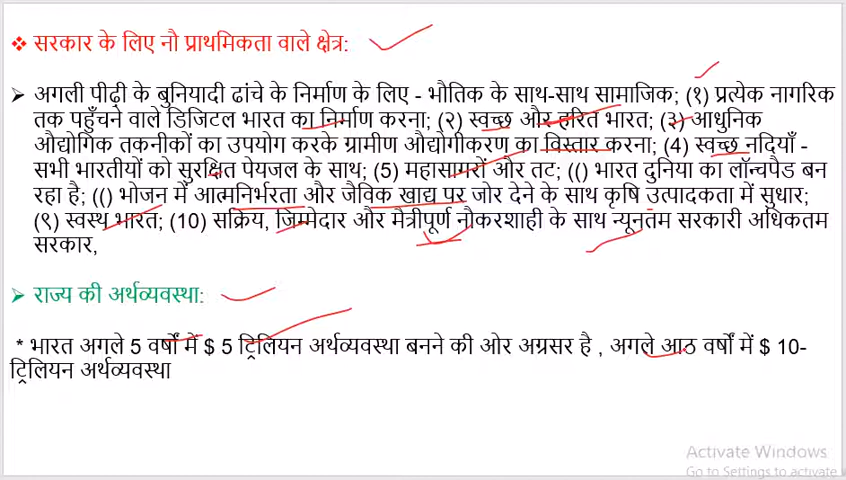 ❖ सरकार के लिए नौ प्राथमिकता वाले क्षेत्र:
➤ अगली पीढ़ी के बुनियादी ढांचे के निर्माण के लिए - भौतिक के साथ-साथ सामाजिक; (१) प्रत्येक नागरिक
तक पहुँचने वाले डिजिटल भारत का निर्माण करना; (२) स्वच्छ और हरित भारत; (३) आधुनिक
औद्योगिक तकनीकों का उपयोग करके ग्रामीण औद्योगीकरण का विस्तार करना; (4) स्वच्छ नदियाँ -
सभी भारतीयों को सुरक्षित पेयजल के साथ; (5) महासागरों और तट; (() भारत दुनिया का लॉन्चपैड बन
रहा है; (() भोजन में आत्मनिर्भरता और जैविक खाद्य पर जोर देने के साथ कृषि उत्पादकता में सुधार;
(९) स्वस्थ भारत; (10) सक्रिय, जिम्मेदार और मैत्रीपूर्ण नौकरशाही के साथ न्यूनतम सरकारी अधिकतम
सरकार,
➤ राज्य की अर्थव्यवस्था:
* भारत अगले 5 वर्षों में $ 5 ट्रिलियन अर्थव्यवस्था बनने की ओर अग्रसर है , अगले आठ वर्षों में $ 10-
ट्रिलियन अर्थव्यवस्था
Activate Windows
Go to Settings to activate